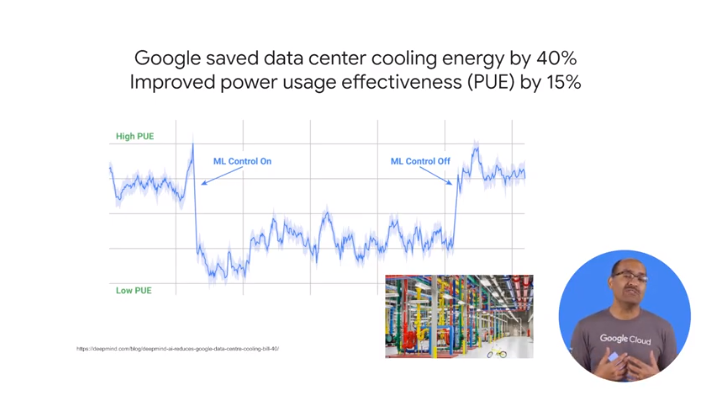 Google saved data center cooling energy by 40%
Improved power usage effectiveness (PUE) by 15%
High PUE
ML Control On
ML Control Off
Low PUE
Google Cloud
https://deepmind.com/blog/deepmind-ai-reduces-google-data-centre-cooling-bill-40/